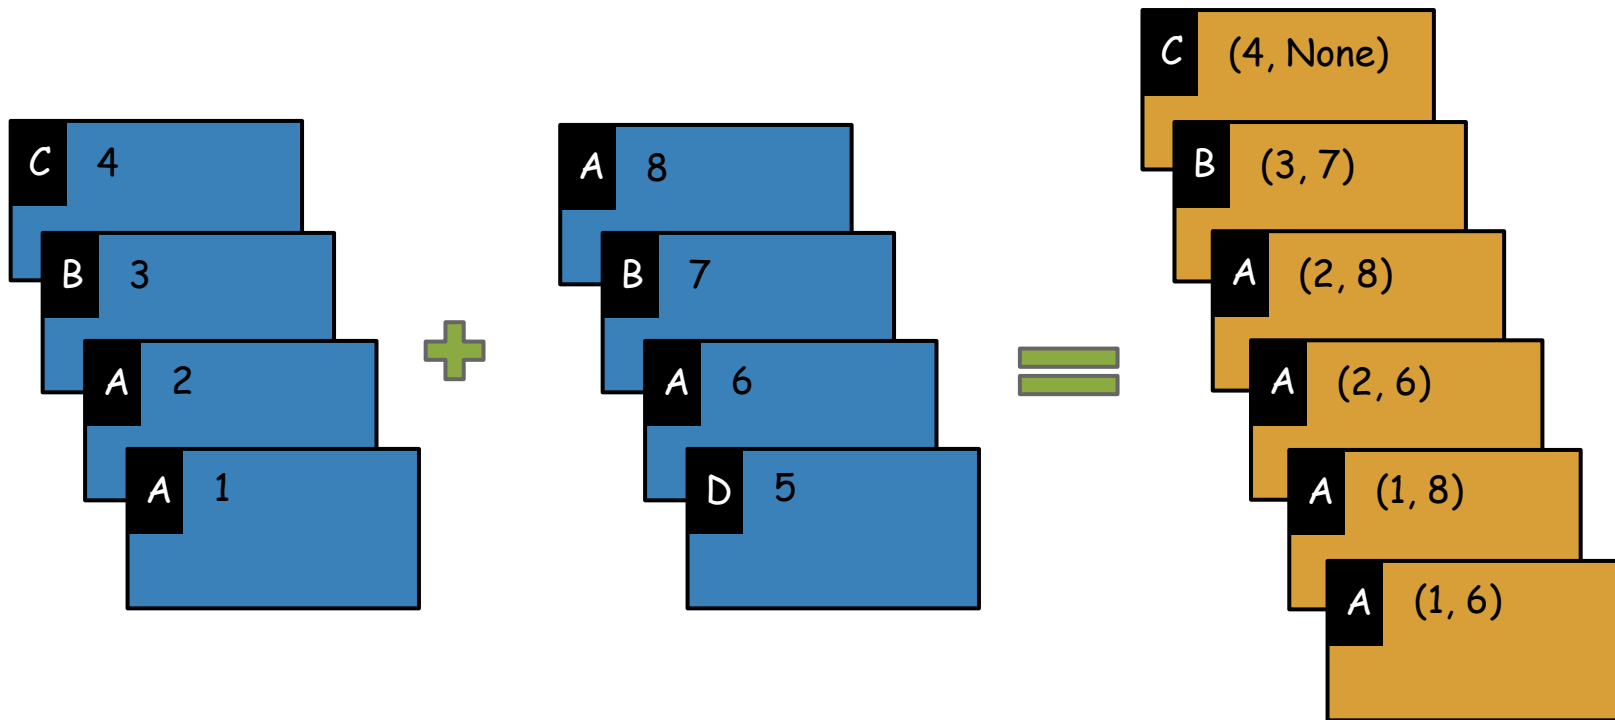 C 4
B 3
A 2
A 1
A 8
B 7
A 6
D 5
C (4, None)
B (3, 7)
A (2, 8)
A (2, 6)
A (1, 8)
A (1, 6)